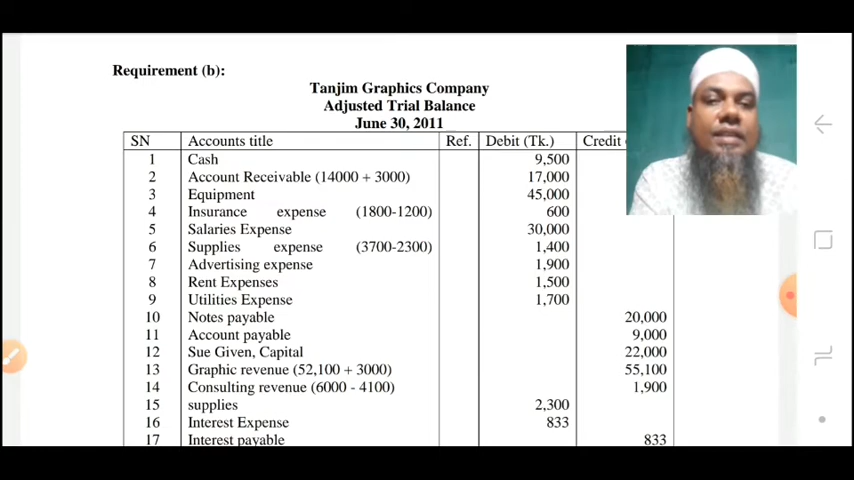 Requirement (b):
Tanjim Graphics Company
Adjusted Trial Balance
June 30, 2011
SN Accounts title Ref. Debit (Tk.) Credit
1 Cash 9,500
2 Account Receivable (14000 + 3000) 17,000
3 Equipment 45,000
4 Insurance expense (1800-1200) 600
5 Salaries Expense 30,000
6 Supplies expense (3700-2300) 1,400
7 Advertising expense 1,900
8 Rent Expenses 1,500
9 Utilities Expense 1,700
10 Notes payable 20,000
11 Account payable 9,000
12 Sue Given, Capital 22,000
13 Graphic revenue (52,100 + 3000) 55,100
14 Consulting revenue (6000 - 4100) 1,900
15 supplies 2,300
16 Interest Expense 833
17 Interest payable 833